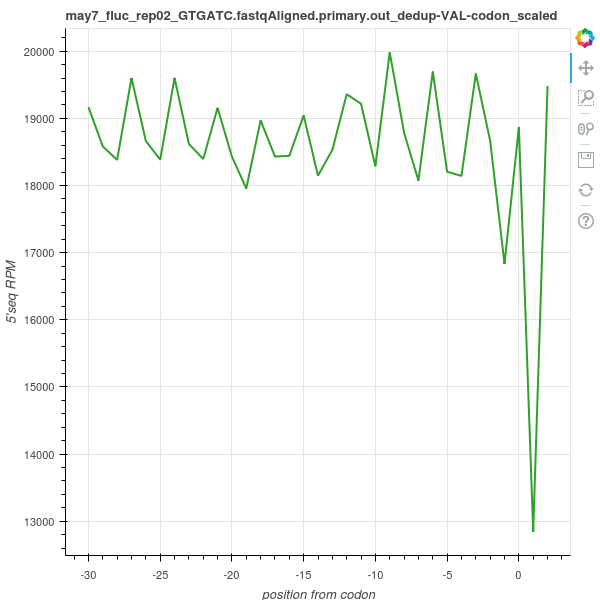 may7_fluc_rep02_GTGATC.fastqAligned.primary.out_dedup-VAL-codon_scaled
20000
19000
18000
17000
16000
15000
14000
13000
5'seq RPM
-30 -25 -20 -15 -10 -5 0
position from codon